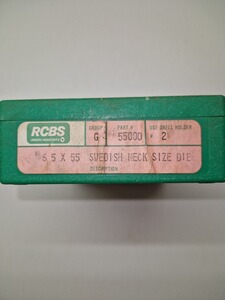 RCBS
GROUP PART # USE SHELL HOLDER
G 55000 # 2
6.5 X 55 SWEDISH NECK SIZE DIE
DESCRIPTION